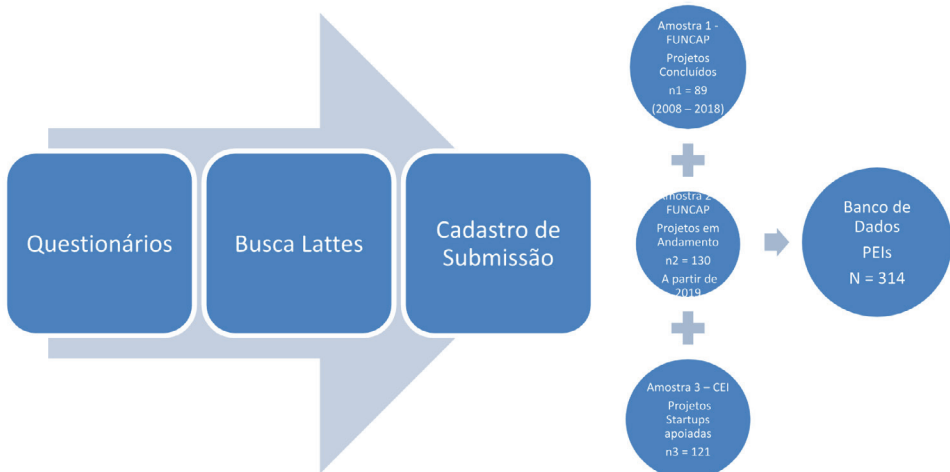 Questionários
Busca Lattes
Cadastro de
Submissão
Amostra 1 -
FUNCAP
Projetos
Concluídos
n1 = 89
(2008 – 2018)
Amostra 2-
FUNCAP
Projetos em
Andamento
n2 = 130
A partir de
2019
Amostra 3 – CEI
Projetos
Startups
apoiadas
n3 = 121
Banco de
Dados
PEIs
N = 314